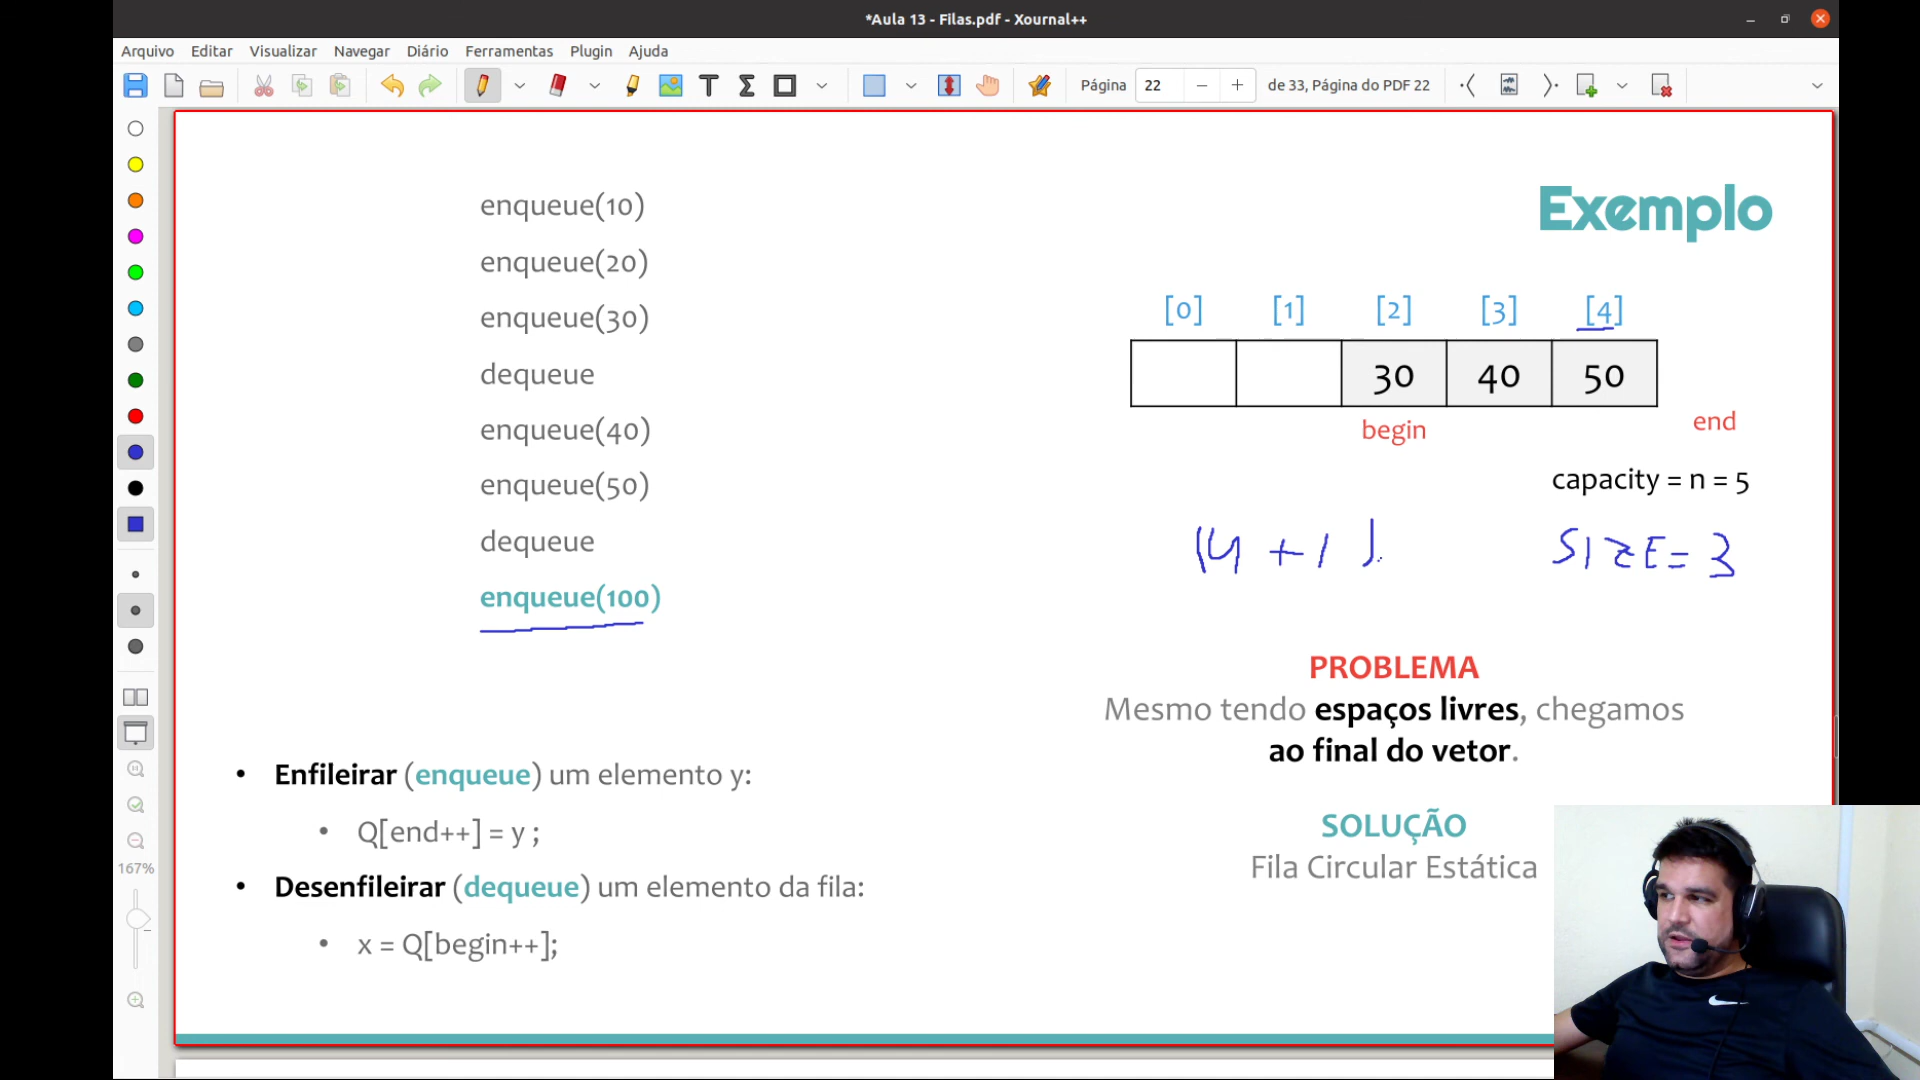 *Aula 13 - Filas.pdf - Xournal++
Arquivo Editar Visualizar Navegar Diário Ferramentas Plugin Ajuda
Página 22 de 33, Página do PDF 22
enqueue(10)
enqueue(20)
enqueue(30)
dequeue
enqueue(40)
enqueue(50)
dequeue
enqueue(100)
Exemplo
[0] [1] [2] [3] [4]
30 40 50
begin end
capacity = n = 5
(4 + 1 )
SIZE = 3
PROBLEMA
Mesmo tendo espaços livres, chegamos
ao final do vetor.
SOLUÇÃO
Fila Circular Estática
• Enfileirar (enqueue) um elemento y:
• Q[end++] = y ;
• Desenfileirar (dequeue) um elemento da fila:
• x = Q[begin++];
167%